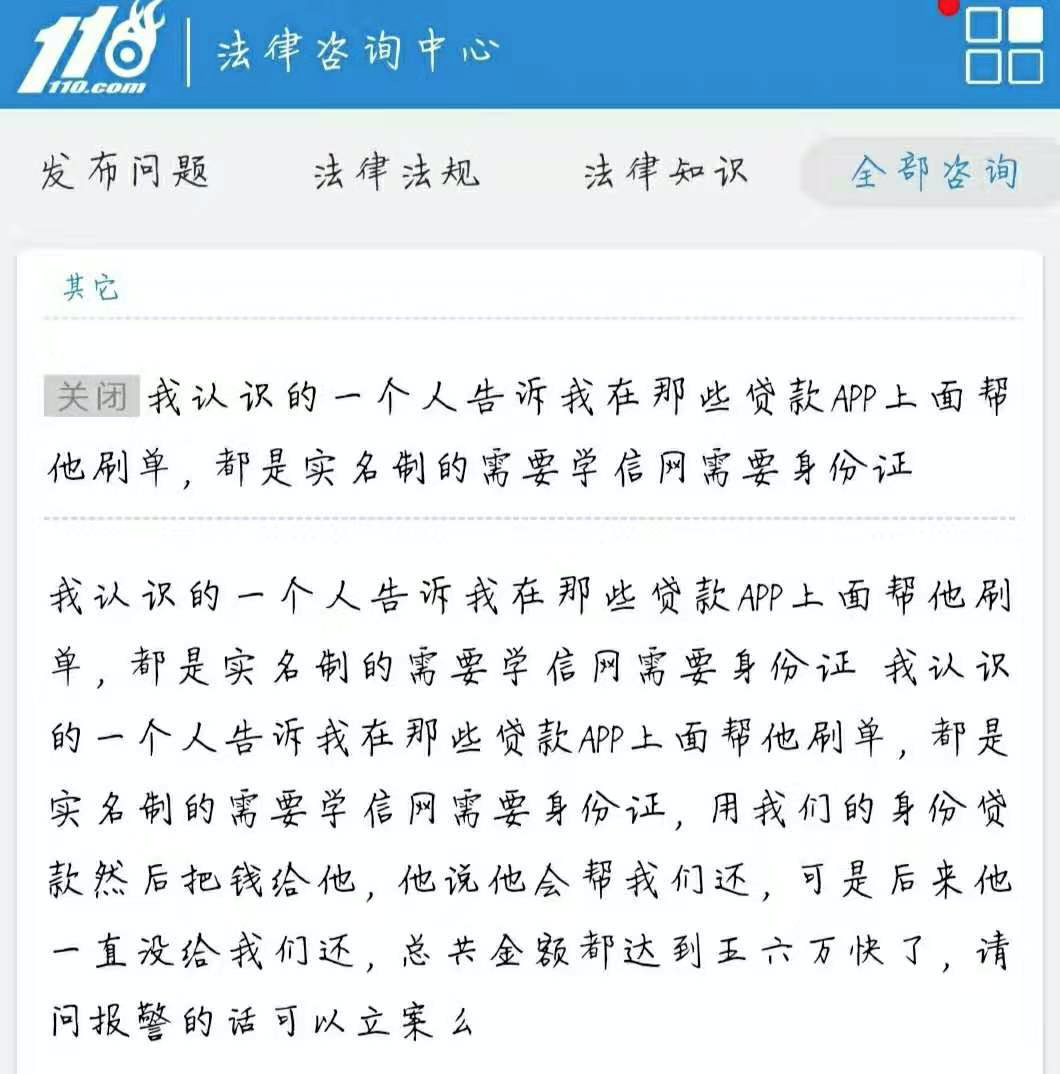 110
110.com
法律咨询中心
发布问题 法律法规 法律知识 全部咨询
其它
关闭 我认识的一个人告诉我在那些贷款APP上面帮
他刷单，都是实名制的需要学信网需要身份证
我认识的一个人告诉我在那些贷款APP上面帮他刷
单，都是实名制的需要学信网需要身份证 我认识
的一个人告诉我在那些贷款APP上面帮他刷单，都是
实名制的需要学信网需要身份证，用我们的身份贷
款然后把钱给他，他说他会帮我们还，可是后来他
一直没给我们还，总共金额都达到五六万快了，请
问报警的话可以立案么